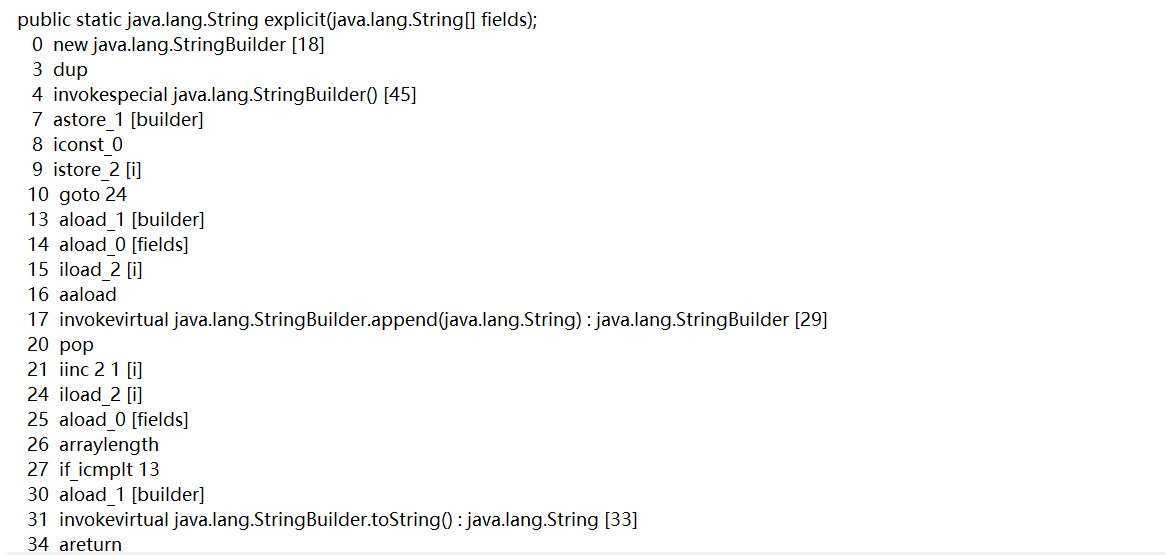 public static java.lang.String explicit(java.lang.String[] fields);
0 new java.lang.StringBuilder [18]
3 dup
4 invokespecial java.lang.StringBuilder() [45]
7 astore_1 [builder]
8 iconst_0
9 istore_2 [i]
10 goto 24
13 aload_1 [builder]
14 aload_0 [fields]
15 iload_2 [i]
16 aaload
17 invokevirtual java.lang.StringBuilder.append(java.lang.String) : java.lang.StringBuilder [29]
20 pop
21 iinc 2 1 [i]
24 iload_2 [i]
25 aload_0 [fields]
26 arraylength
27 if_icmplt 13
30 aload_1 [builder]
31 invokevirtual java.lang.StringBuilder.toString() : java.lang.String [33]
34 areturn